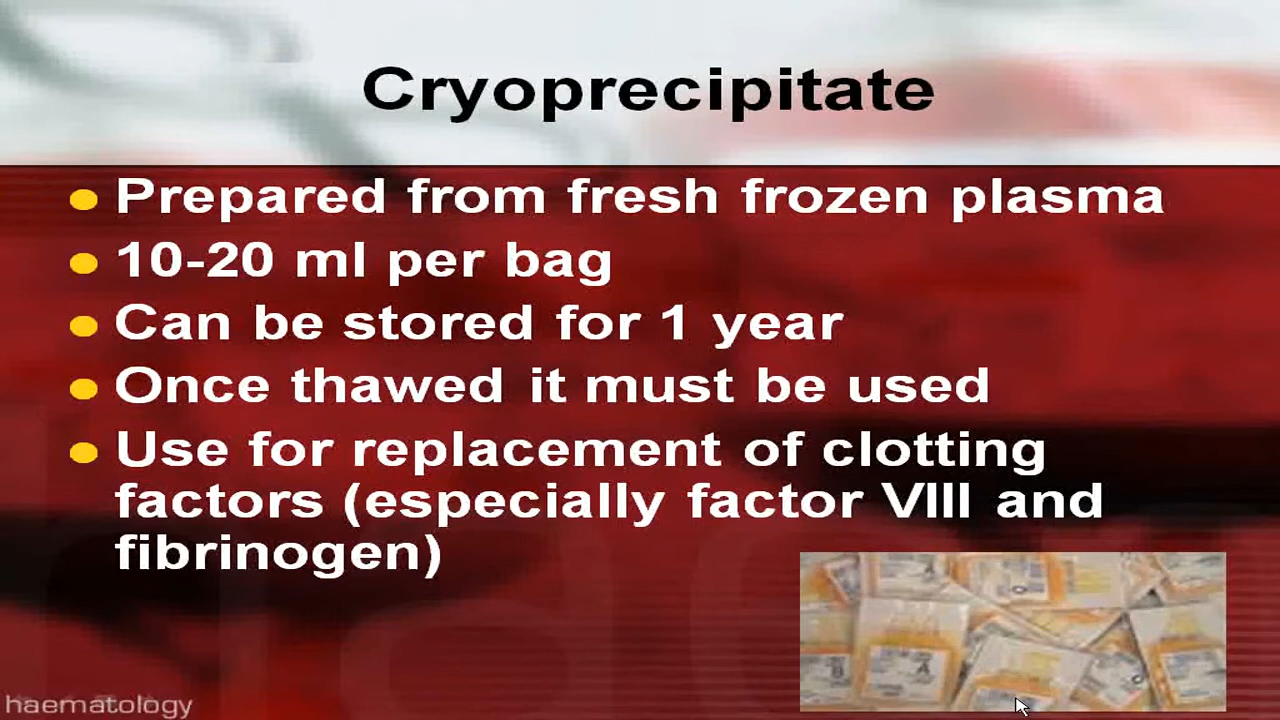 Cryoprecipitate
Prepared from fresh frozen plasma
10-20 ml per bag
Can be stored for 1 year
Once thawed it must be used
Use for replacement of clotting
factors (especially factor VIII and
fibrinogen)
haematology